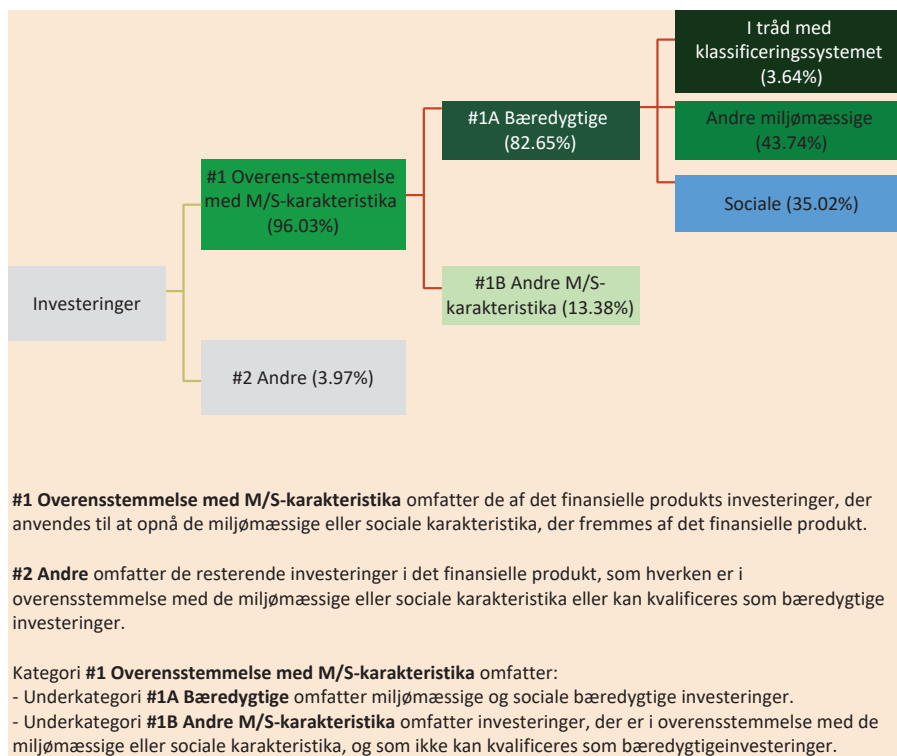 I tråd med
klassificeringssystemet
(3.64%)
#1A Bæredygtige
(82.65%)
Andre miljømæssige
(43.74%)
#1 Overens-stemmelse
med M/S-karakteristika
(96.03%)
Sociale (35.02%)
Investeringer
#1B Andre M/S-
karakteristika (13.38%)
#2 Andre (3.97%)
#1 Overensstemmelse med M/S-karakteristika omfatter de af det finansielle produkts investeringer, der
anvendes til at opnå de miljømæssige eller sociale karakteristika, der fremmes af det finansielle produkt.
#2 Andre omfatter de resterende investeringer i det finansielle produkt, som hverken er i
overensstemmelse med de miljømæssige eller sociale karakteristika eller kan kvalificeres som bæredygtige
investeringer.
Kategori #1 Overensstemmelse med M/S-karakteristika omfatter:
- Underkategori #1A Bæredygtige omfatter miljømæssige og sociale bæredygtige investeringer.
- Underkategori #1B Andre M/S-karakteristika omfatter investeringer, der er i overensstemmelse med de
miljømæssige eller sociale karakteristika, og som ikke kan kvalificeres som bæredygtigeinvesteringer.